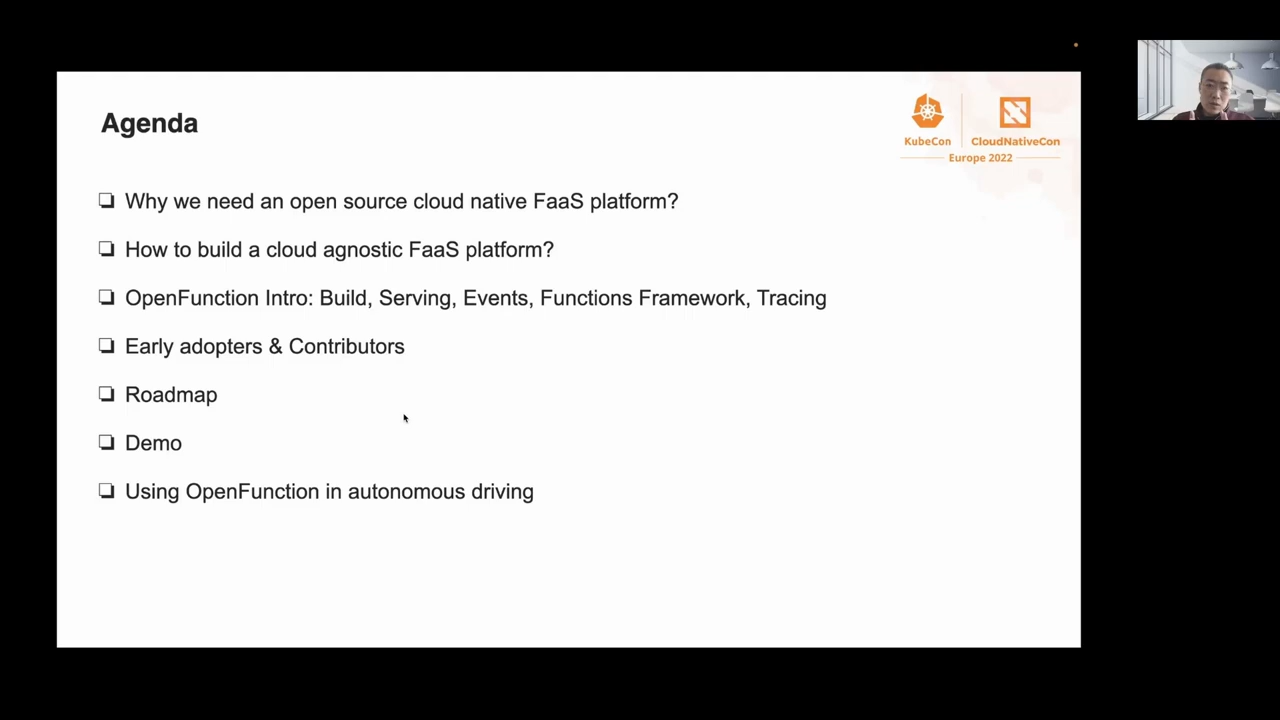 Agenda
KubeCon
CloudNativeCon
Europe 2022
Why we need an open source cloud native FaaS platform?
How to build a cloud agnostic FaaS platform?
OpenFunction Intro: Build, Serving, Events, Functions Framework, Tracing
Early adopters & Contributors
Roadmap
Demo
Using OpenFunction in autonomous driving